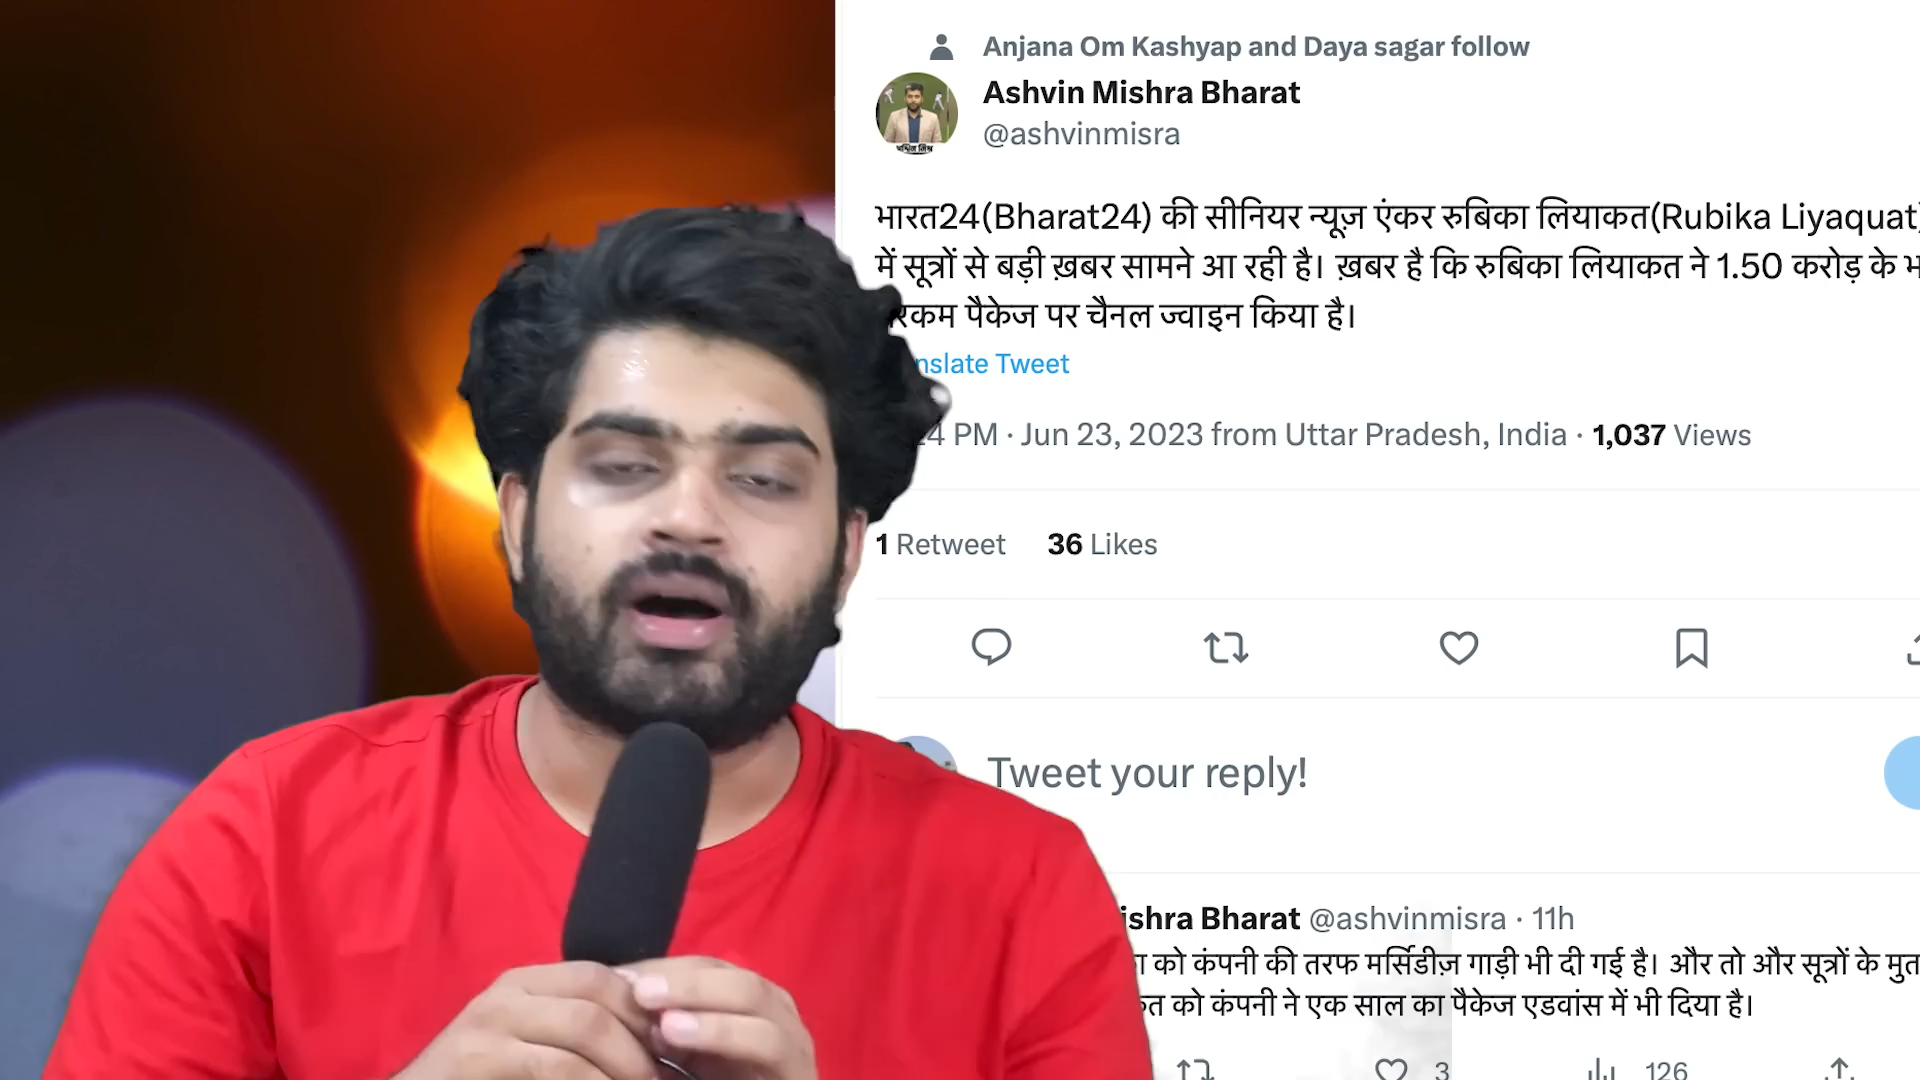 Anjana Om Kashyap and Daya sagar follow
Ashvin Mishra Bharat
@ashvinmisra
भारत24(Bharat24) की सीनियर न्यूज़ एंकर रुबिका लियाकत(Rubika Liyaquat)
में सूत्रों से बड़ी ख़बर सामने आ रही है। ख़बर है कि रुबिका लियाकत ने 1.50 करोड़ के
पैकेज पर चैनल ज्वाइन किया है।
Tweet
PM · Jun 23, 2023 from Uttar Pradesh, India · 1,037 Views
1 Retweet 36 Likes
Tweet your reply!
Bharat @ashvinmisra · 11h
को कंपनी की तरफ मर्सिडीज़ गाड़ी भी दी गई है। और तो और सूत्रों के
को कंपनी ने एक साल का पैकेज एडवांस में भी दिया है।
3 126